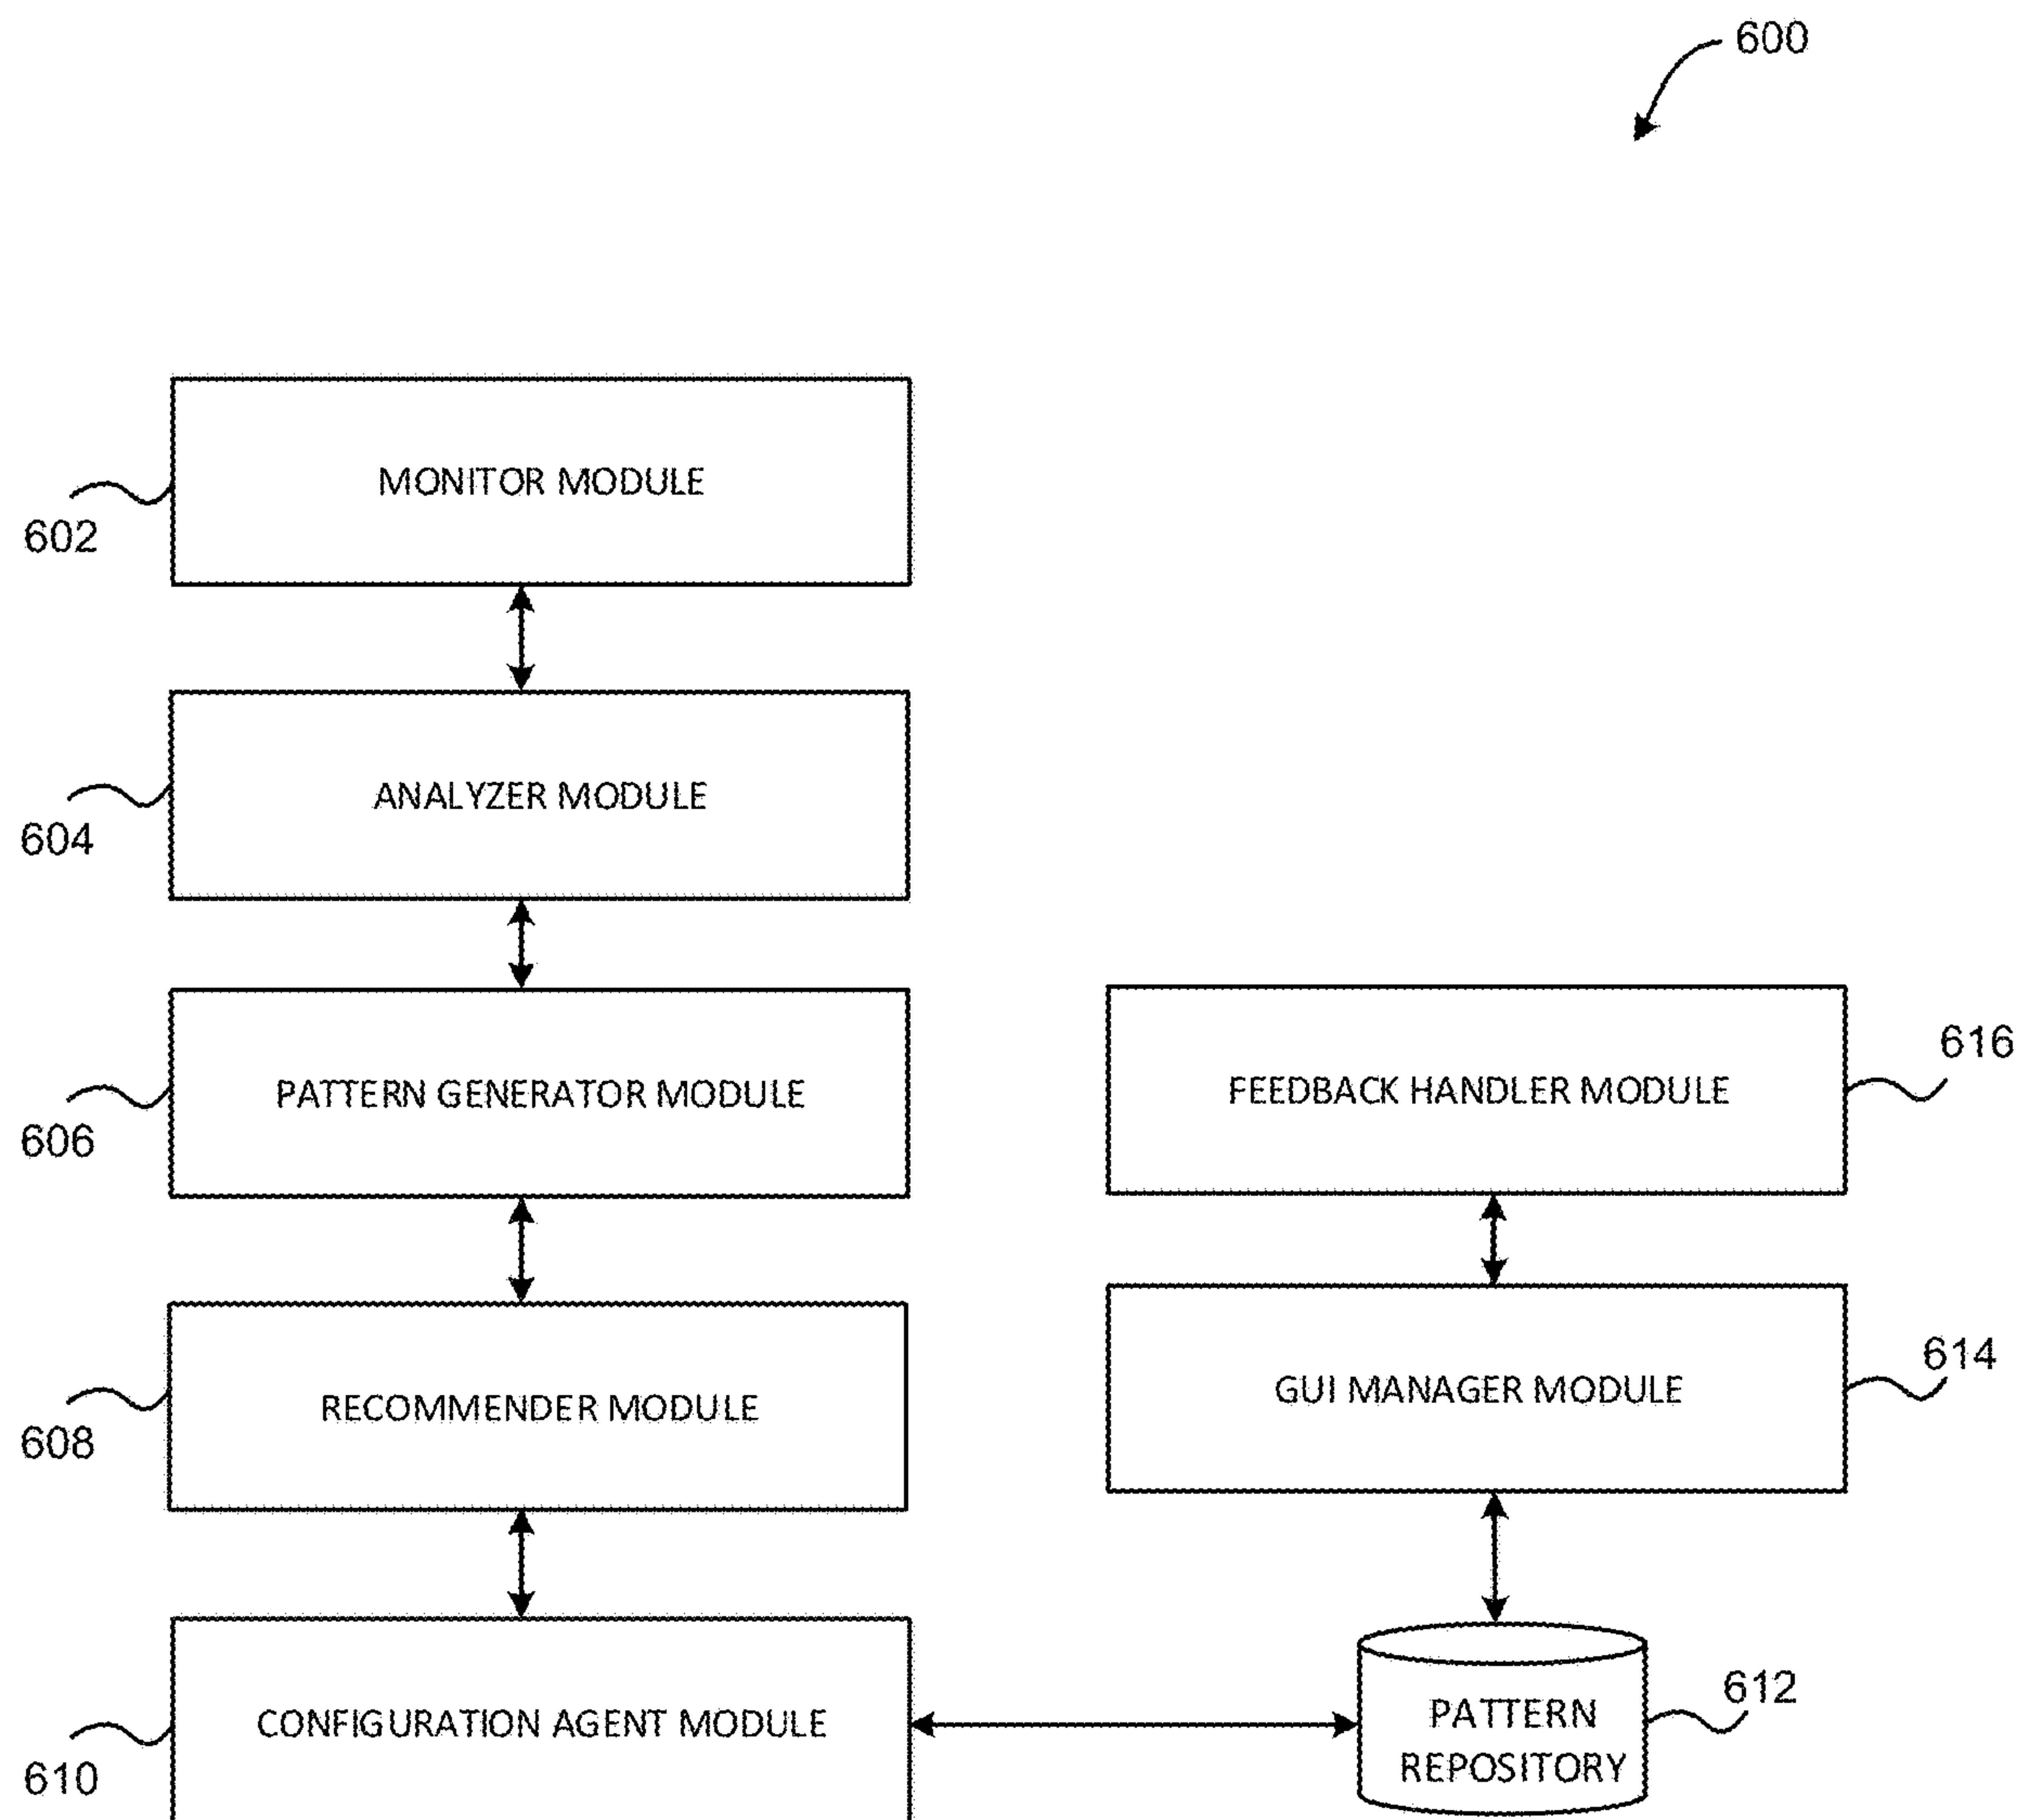 600
MONITOR MODULE
602
ANALYZER MODULE
604
PATTERN GENERATOR MODULE
606
FEEDBACK HANDLER MODULE
616
RECOMMENDER MODULE
608
GUI MANAGER MODULE
614
CONFIGURATION AGENT MODULE
610
PATTERN
REPOSITORY
612